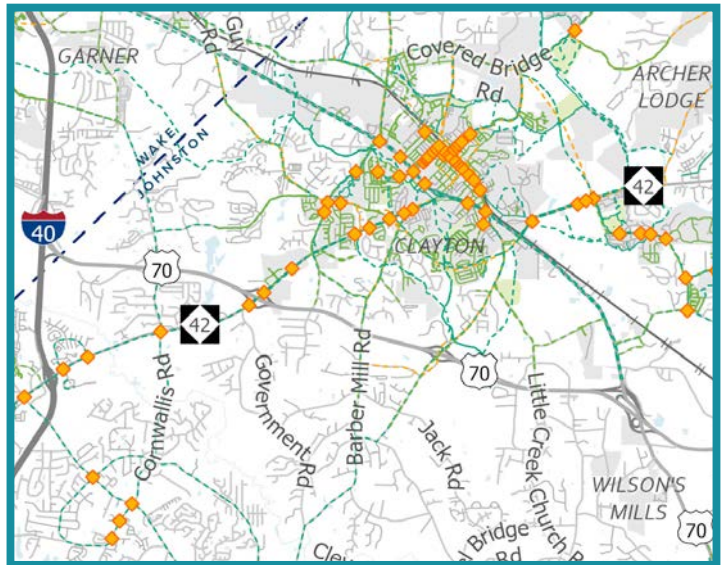 GARNER
Guy
Rd
Covered Bridge
Rd
ARCHER
LODGE
WAKE
JOHNSTON
42
40
70
CLAYTON
42
70
Cornwallis Rd
Government Rd
Barber Mill Rd
Jack Rd
Little Creek Church R
WILSON'S
MILLS
70
Bridge
Rd
Cle